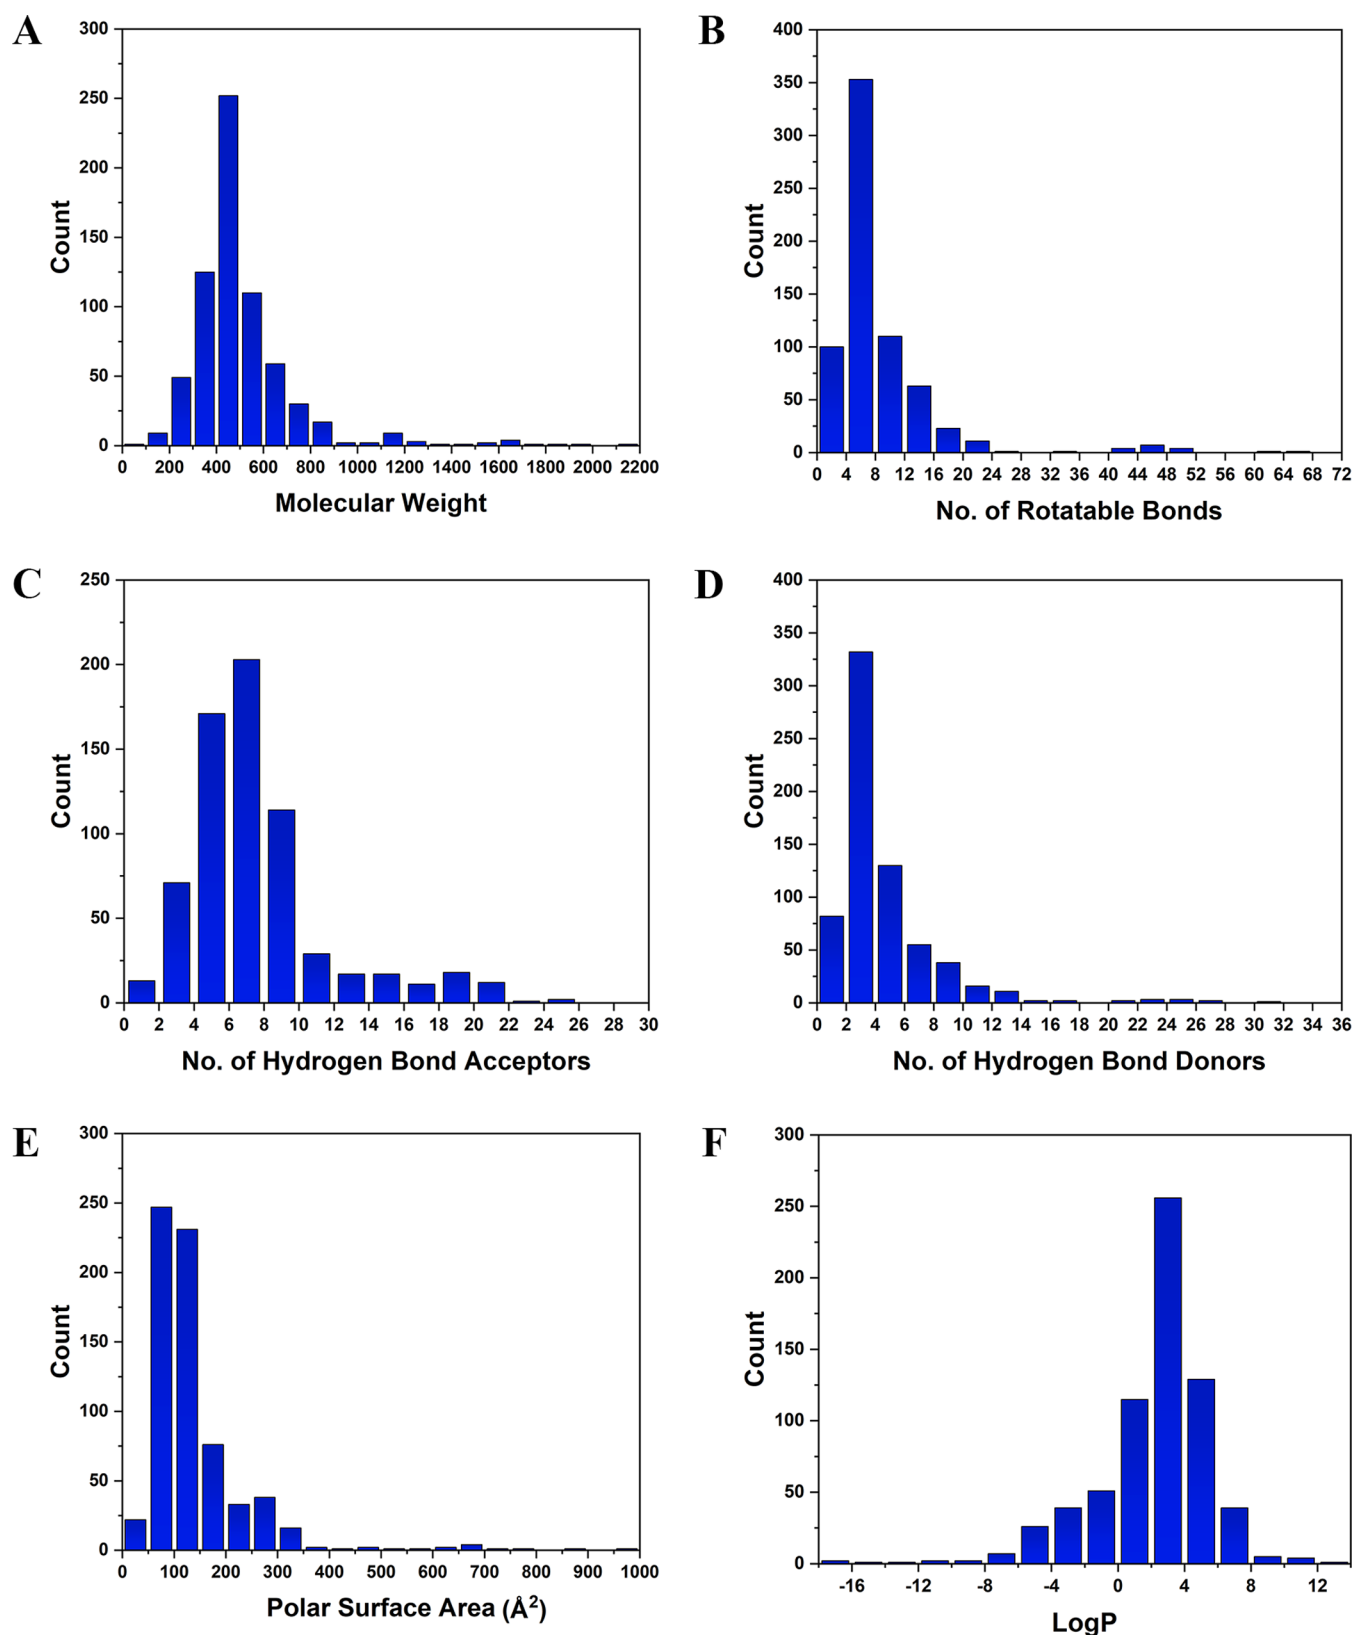 A
300
250
200
150
100
50
0
Count
0 200 400 600 800 1000 1200 1400 1600 1800 2000 2200
Molecular Weight
B
400
350
300
250
200
150
100
50
0
Count
0 4 8 12 16 20 24 28 32 36 40 44 48 52 56 60 64 68 72
No. of Rotatable Bonds
C
250
200
150
100
50
0
Count
0 2 4 6 8 10 12 14 16 18 20 22 24 26 28 30
No. of Hydrogen Bond Acceptors
D
400
350
300
250
200
150
100
50
0
Count
0 2 4 6 8 10 12 14 16 18 20 22 24 26 28 30 32 34 36
No. of Hydrogen Bond Donors
E
300
250
200
150
100
50
0
Count
0 100 200 300 400 500 600 700 800 900 1000
Polar Surface Area (Å²)
F
300
250
200
150
100
50
0
Count
-16 -12 -8 -4 0 4 8 12
LogP